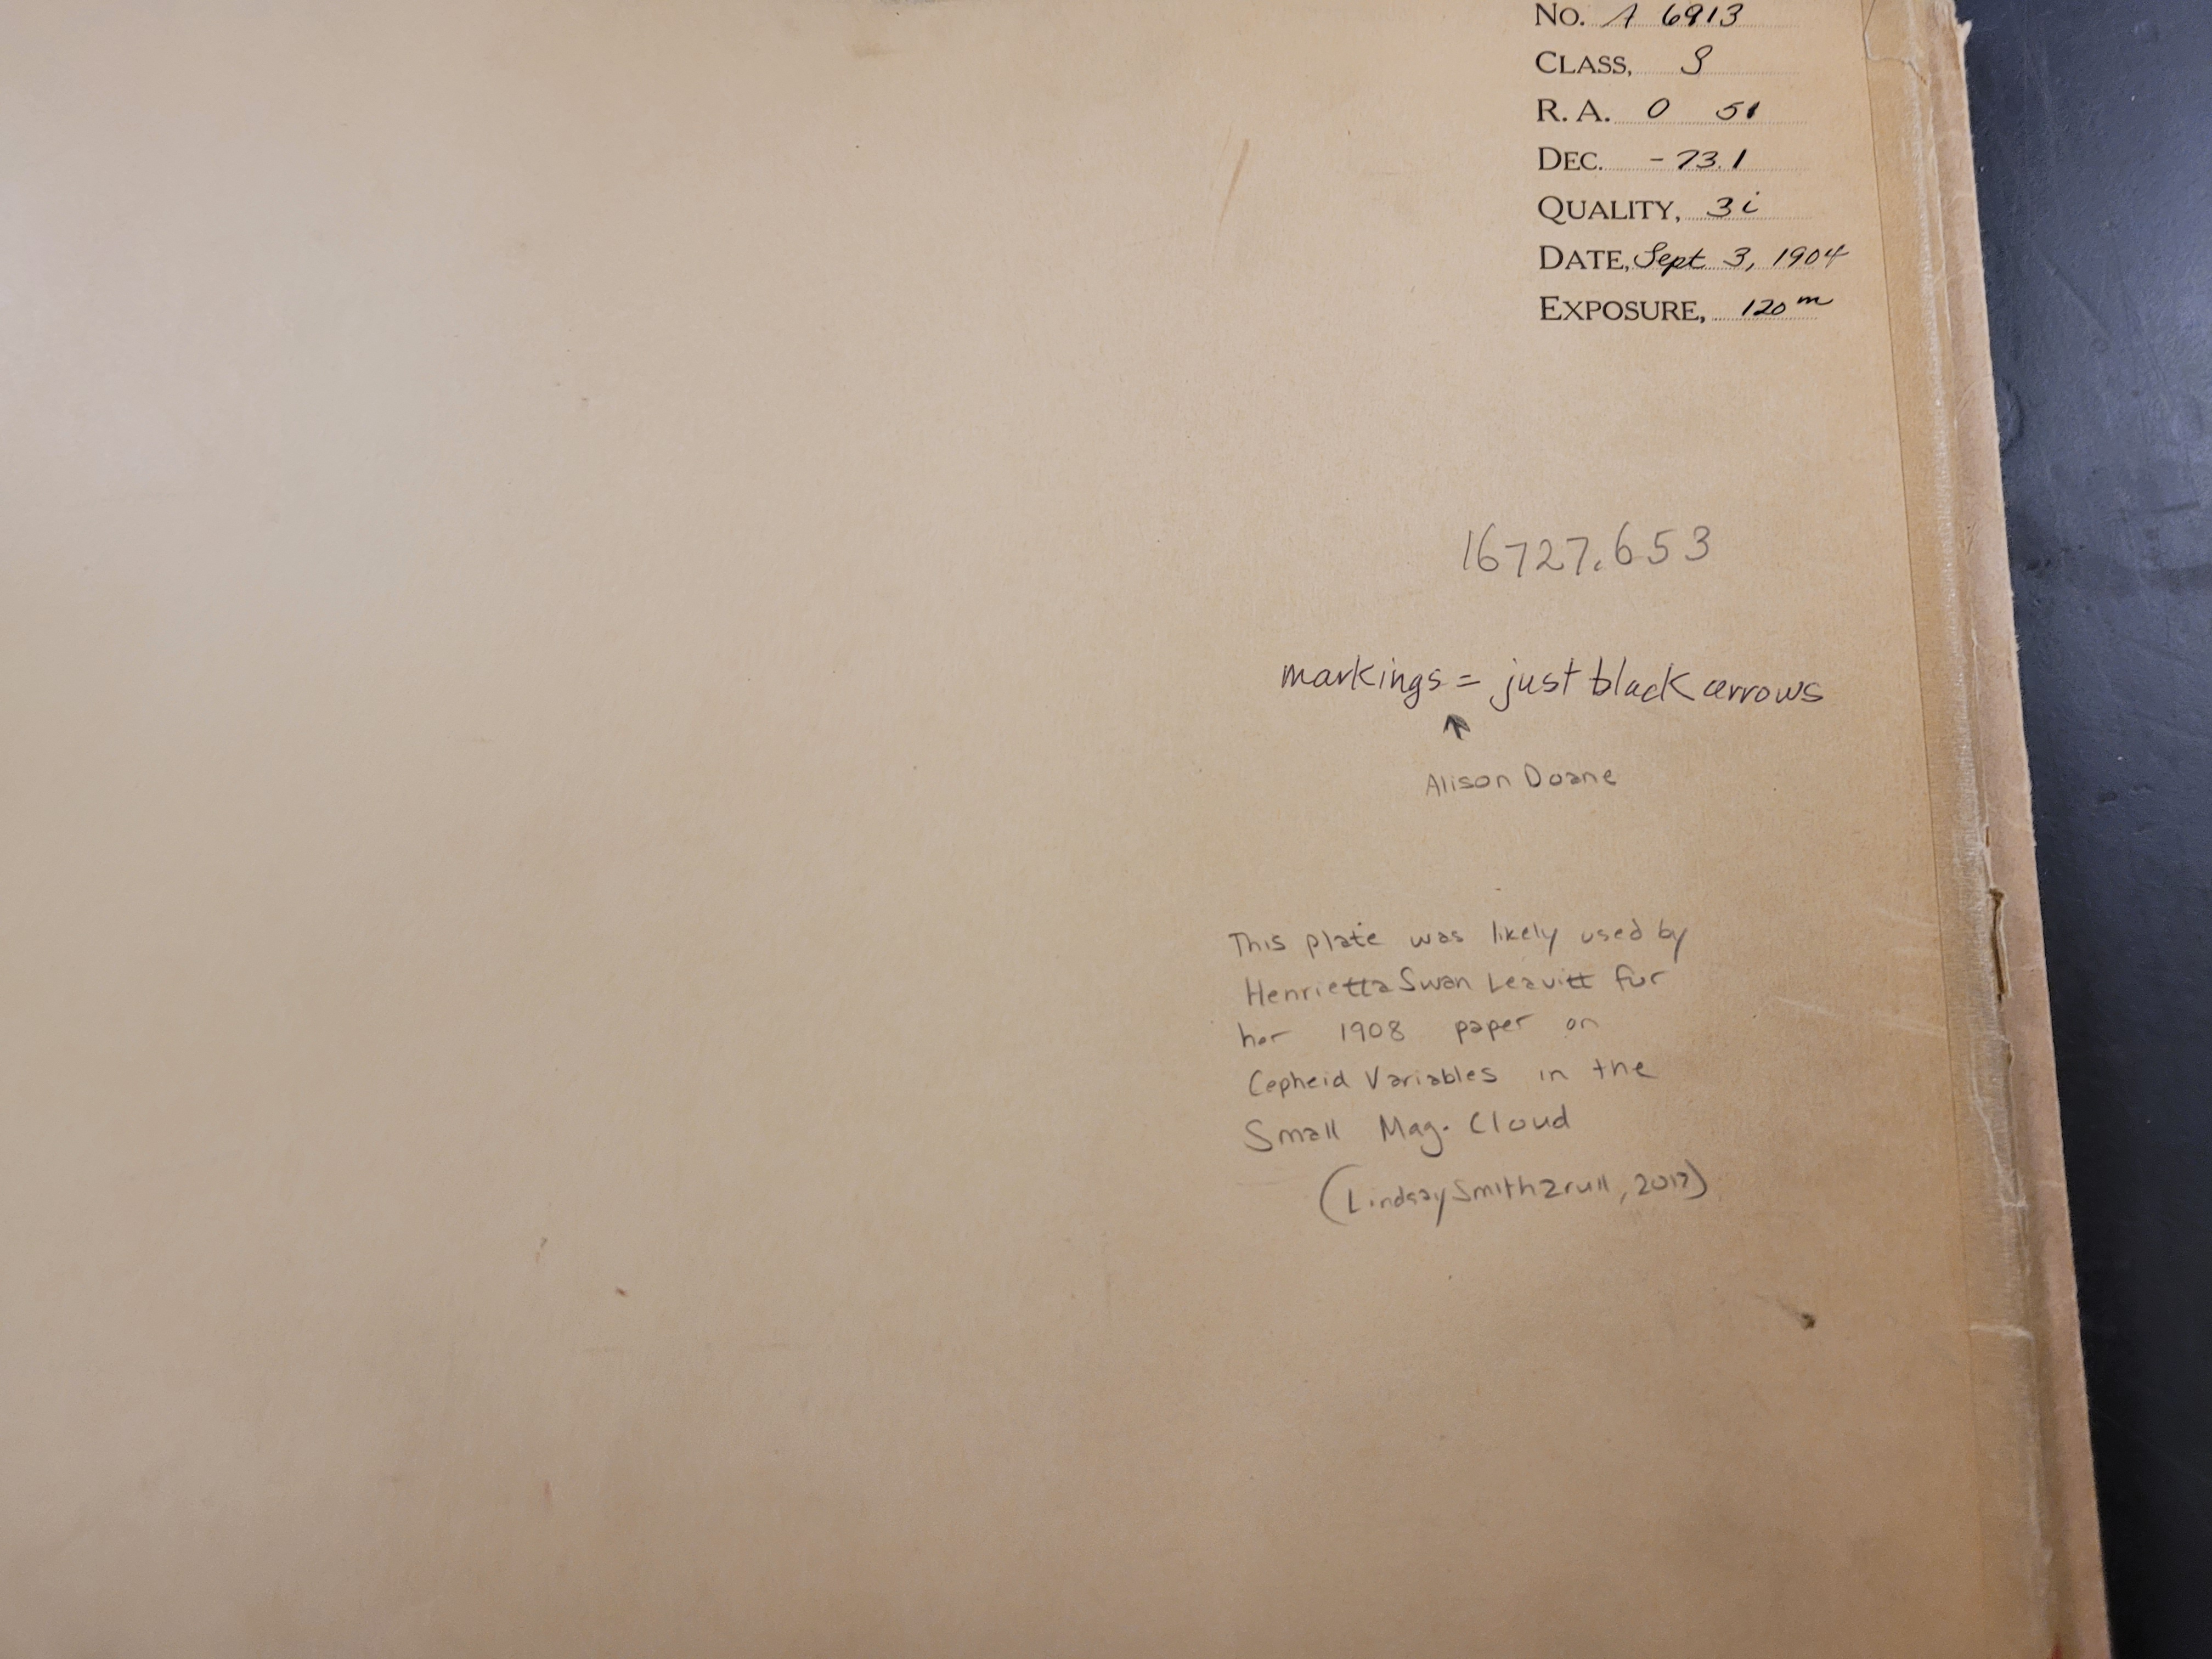 No. A 6913
CLASS, S
R. A. 0 51
DEC. -73.1
QUALITY, 3i
DATE, Sept 3, 1904
EXPOSURE, 120 m
16727.653
markings = just black arrows
↑
Alison Doane
This plate was likely used by
Henrietta Swan Leavitt for
her 1908 paper on
Cepheid Variables in the
Small Mag. Cloud
(Lindsay Smith Zrull, 2017)